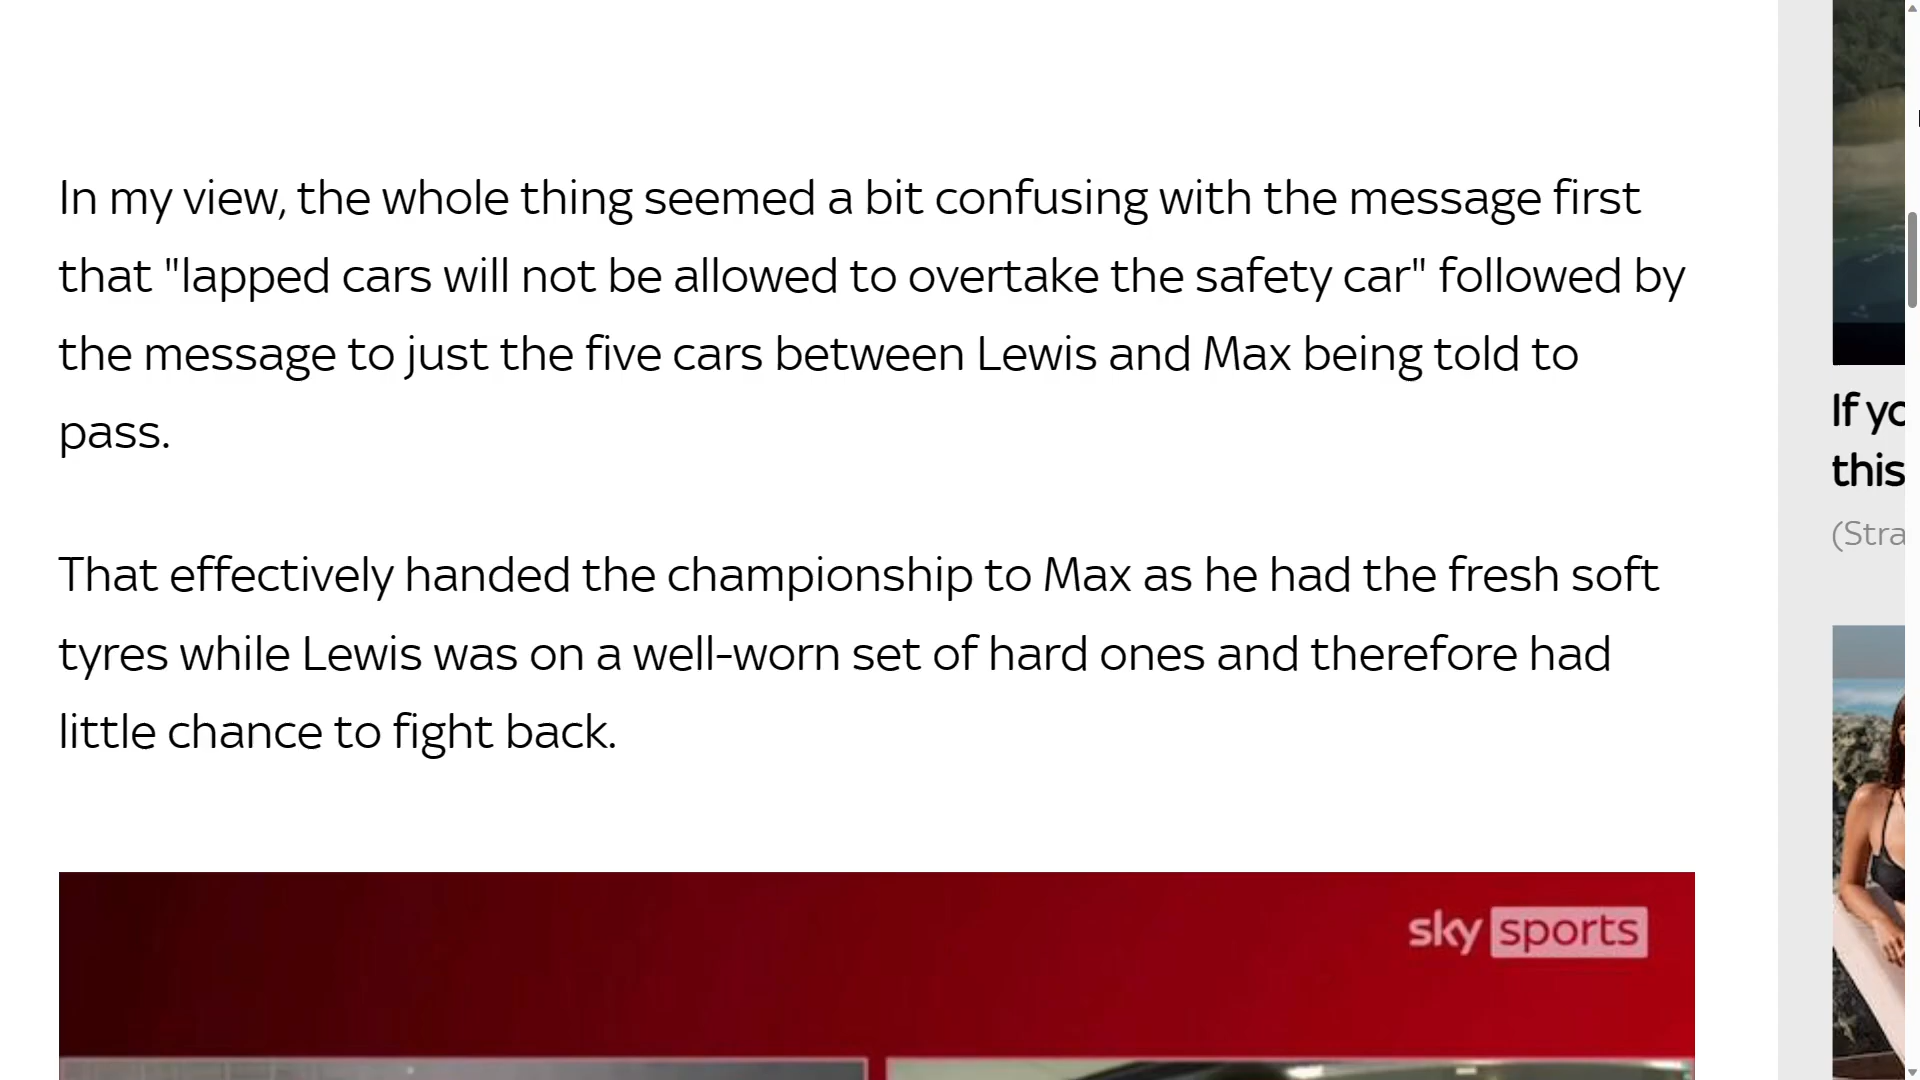 In my view, the whole thing seemed a bit confusing with the message first
that "lapped cars will not be allowed to overtake the safety car" followed by
the message to just the five cars between Lewis and Max being told to
pass.
That effectively handed the championship to Max as he had the fresh soft
tyres while Lewis was on a well-worn set of hard ones and therefore had
little chance to fight back.
sky sports
If yo
this
(Stra